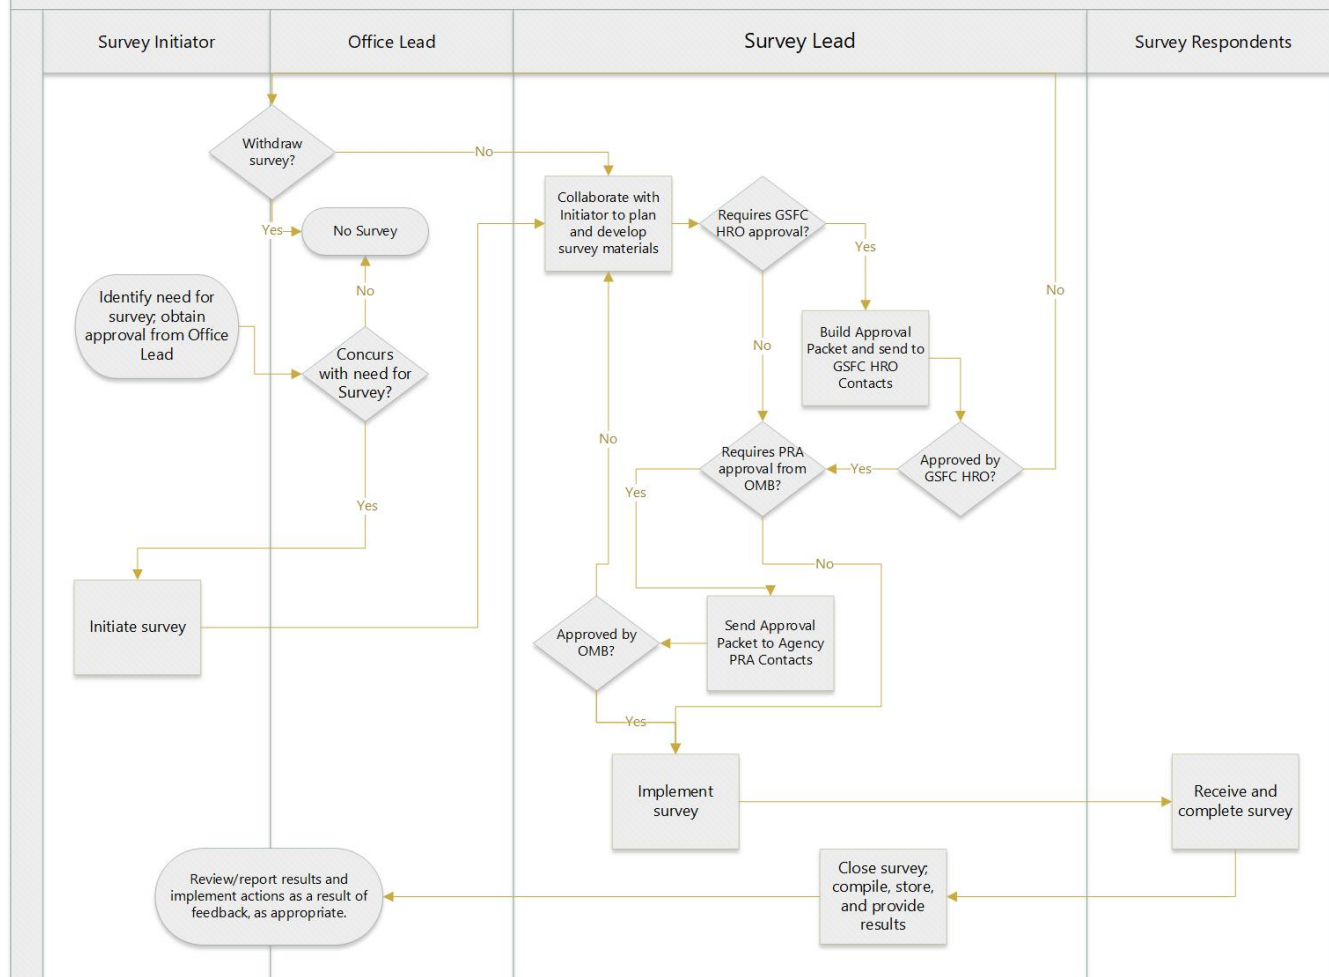 Survey Initiator
Office Lead
Survey Lead
Survey Respondents
Withdraw
survey?
No
Yes
No Survey
No
Identify need for
survey; obtain
approval from Office
Lead
Concurs
with need for
Survey?
Yes
Initiate survey
Collaborate with
Initiator to plan
and develop
survey materials
Requires GSFC
HRO approval?
Yes
No
No
Build Approval
Packet and send to
GSFC HRO
Contacts
No
Requires PRA
approval from
OMB?
Yes
Approved by
GSFC HRO?
Yes
No
Approved by
OMB?
Send Approval
Packet to Agency
PRA Contacts
Yes
Implement
survey
Receive and
complete survey
Close survey;
compile, store,
and provide
results
Review/report results and
implement actions as a result of
feedback, as appropriate.